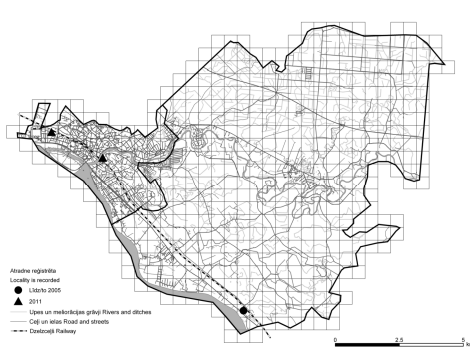 Atradne reģistrēta
Locality is recorded
Līdz/to 2005
2011
Upes un meliorācijas grāvji Rivers and ditches
Ceļi un ielas Road and streets
Dzelzceļš Railway
0 2.5 5